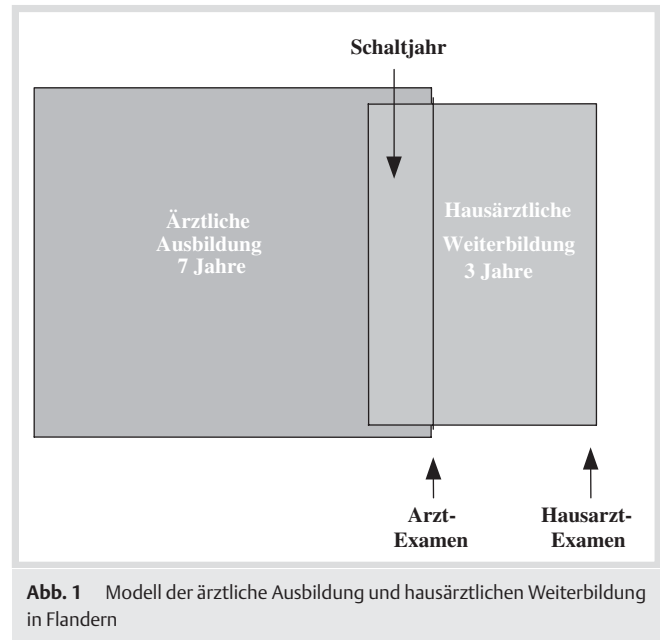 Schaltjahr
Ärztliche
Ausbildung
7 Jahre
Hausärztliche
Weiterbildung
3 Jahre
Arzt-
Examen
Hausarzt-
Examen
Abb. 1 Modell der ärztliche Ausbildung und hausärztlichen Weiterbildung
in Flandern